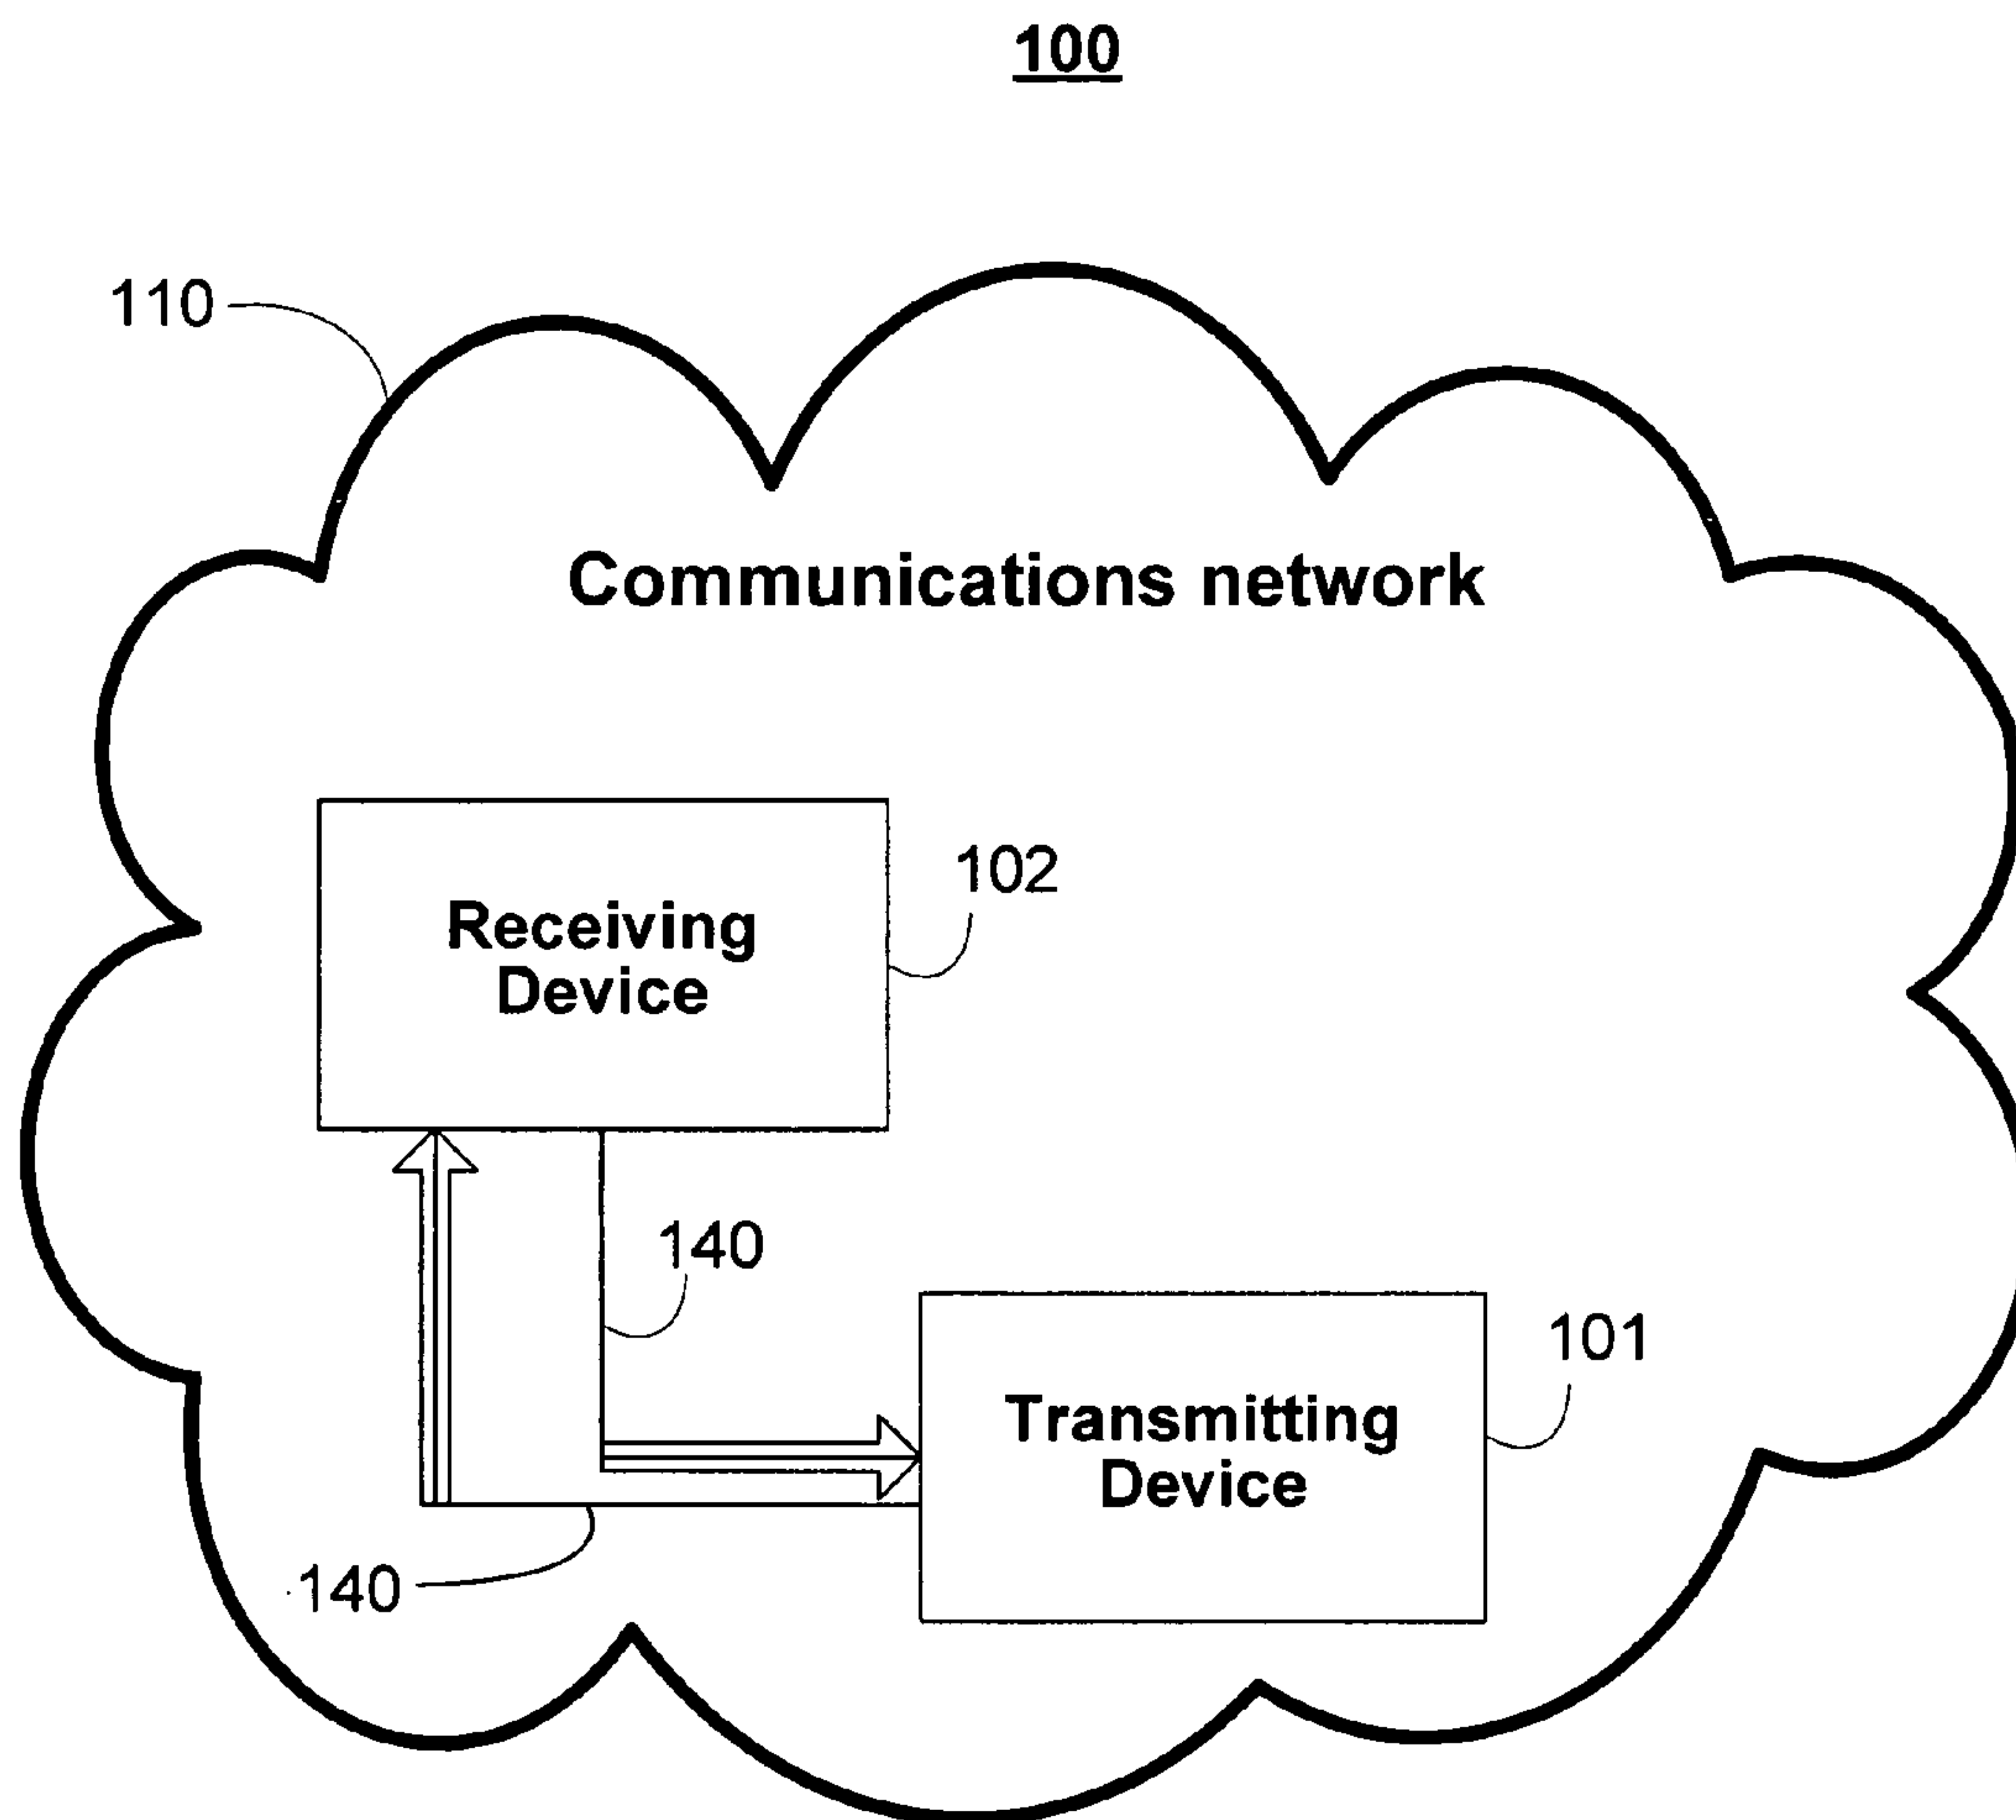 100
110
Communications network
102
Receiving
Device
140
101
Transmitting
Device
140